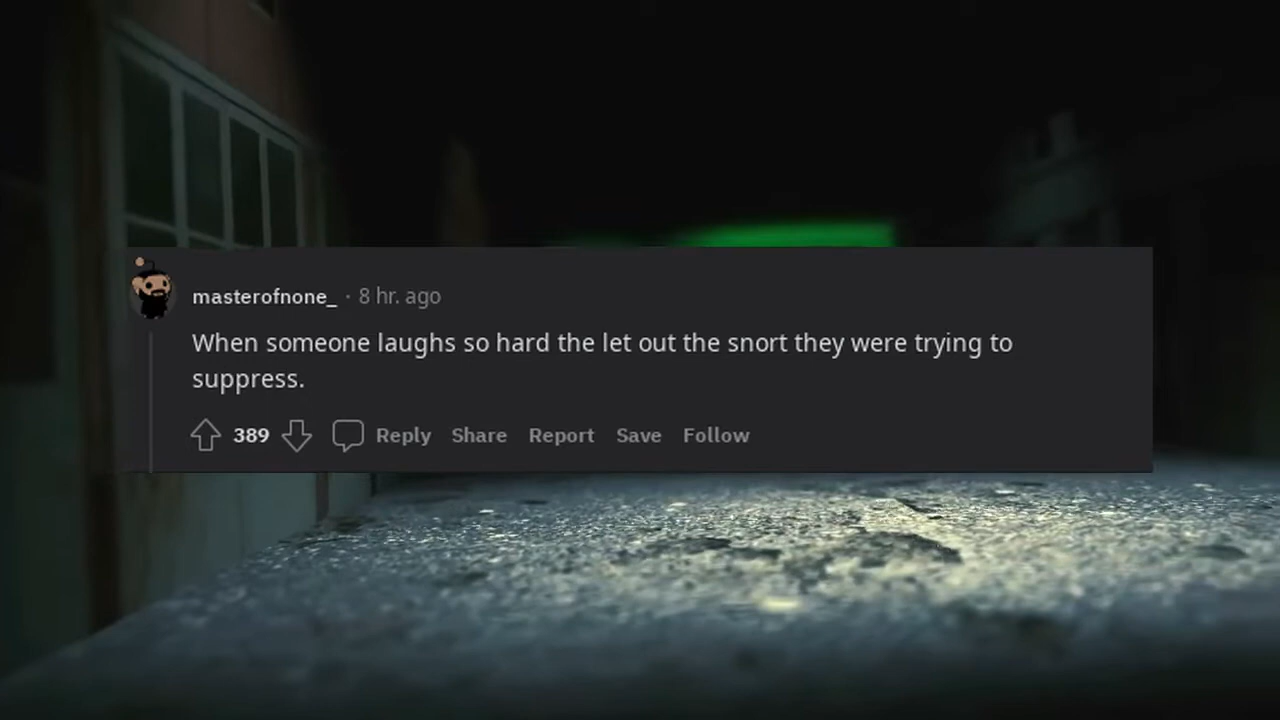 masterofnone_ · 8 hr. ago
When someone laughs so hard the let out the snort they were trying to
suppress.
389 Reply Share Report Save Follow